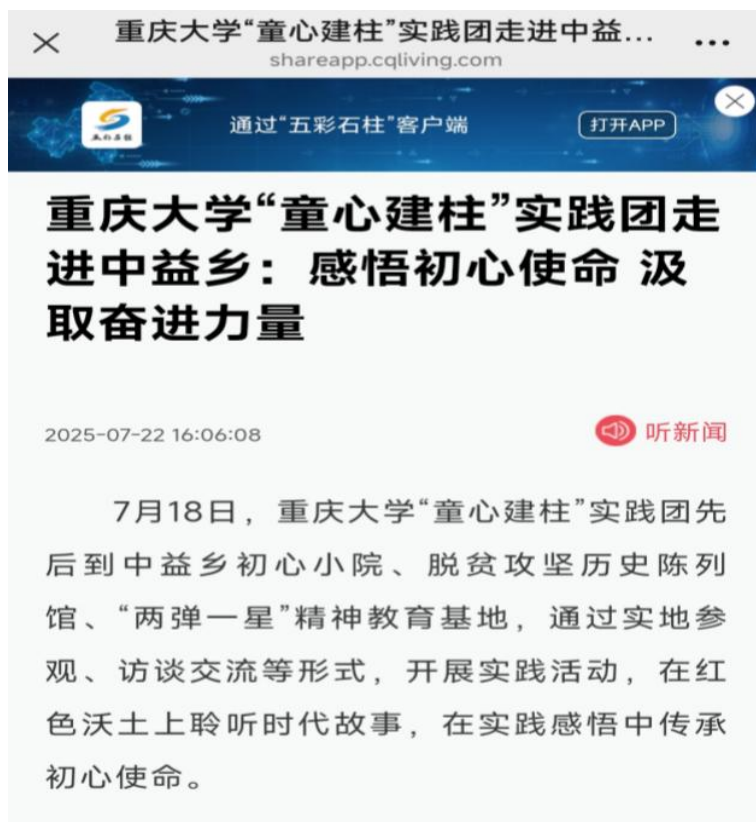 重庆大学“童心建柱”实践团走进中益...
shareapp.cqliving.com
五彩石柱
通过“五彩石柱”客户端
打开APP
重庆大学“童心建柱”实践团走
进中益乡：感悟初心使命 汲
取奋进力量
2025-07-22 16:06:08
听新闻
7月18日，重庆大学“童心建柱”实践团先
后到中益乡初心小院、脱贫攻坚历史陈列
馆、“两弹一星”精神教育基地，通过实地参
观、访谈交流等形式，开展实践活动，在红
色沃土上聆听时代故事，在实践感悟中传承
初心使命。